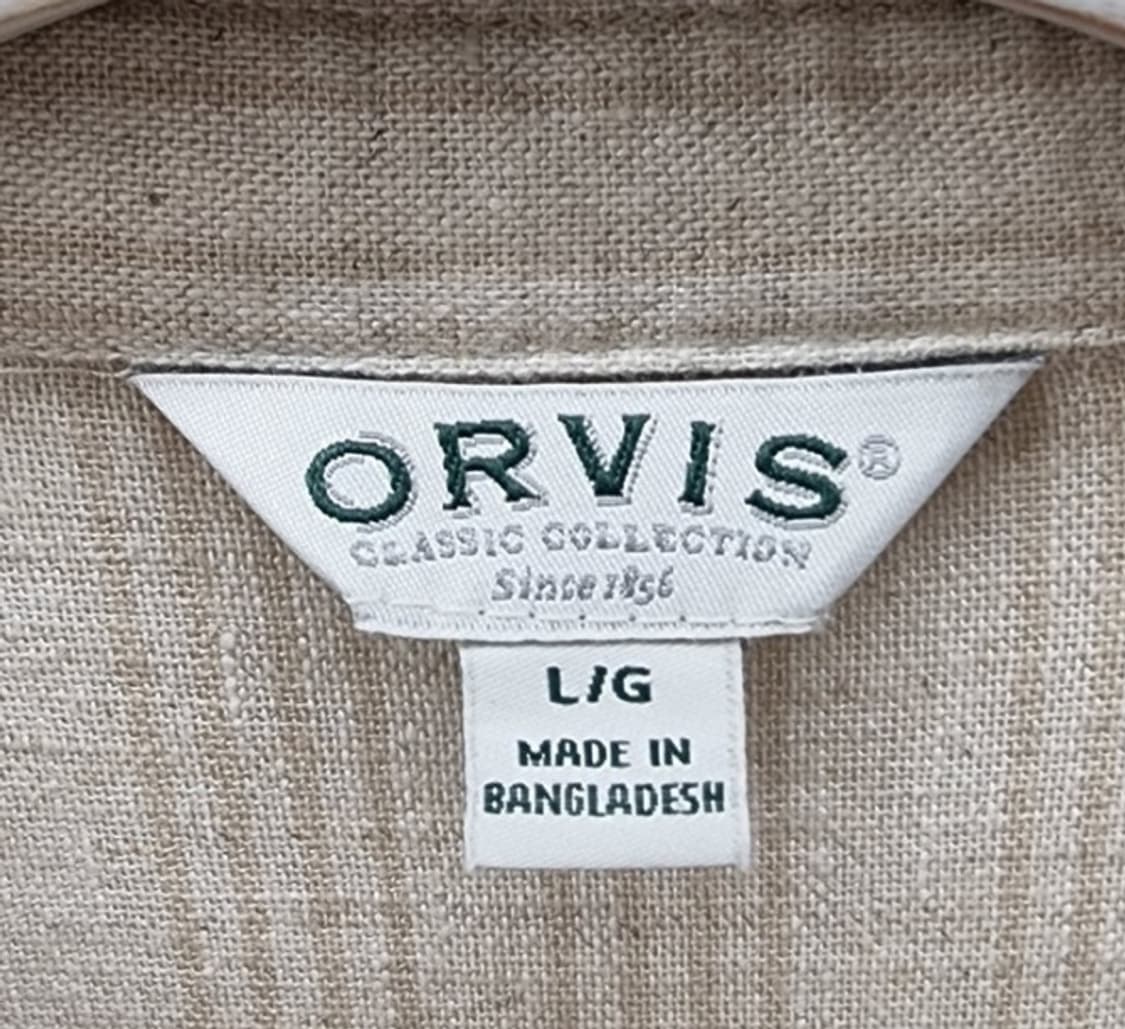 ORVIS®
CLASSIC COLLECTION
Since 1856
L/G
MADE IN
BANGLADESH